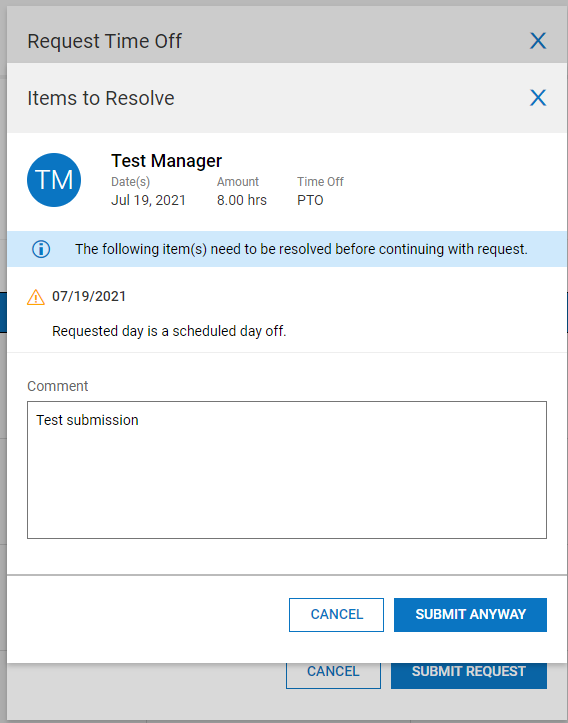 Request Time Off X
Items to Resolve X
TM
Test Manager
Date(s) Amount Time Off
Jul 19, 2021 8.00 hrs PTO
The following item(s) need to be resolved before continuing with request.
07/19/2021
Requested day is a scheduled day off.
Comment
Test submission
CANCEL SUBMIT ANYWAY
CANCEL SUBMIT REQUEST